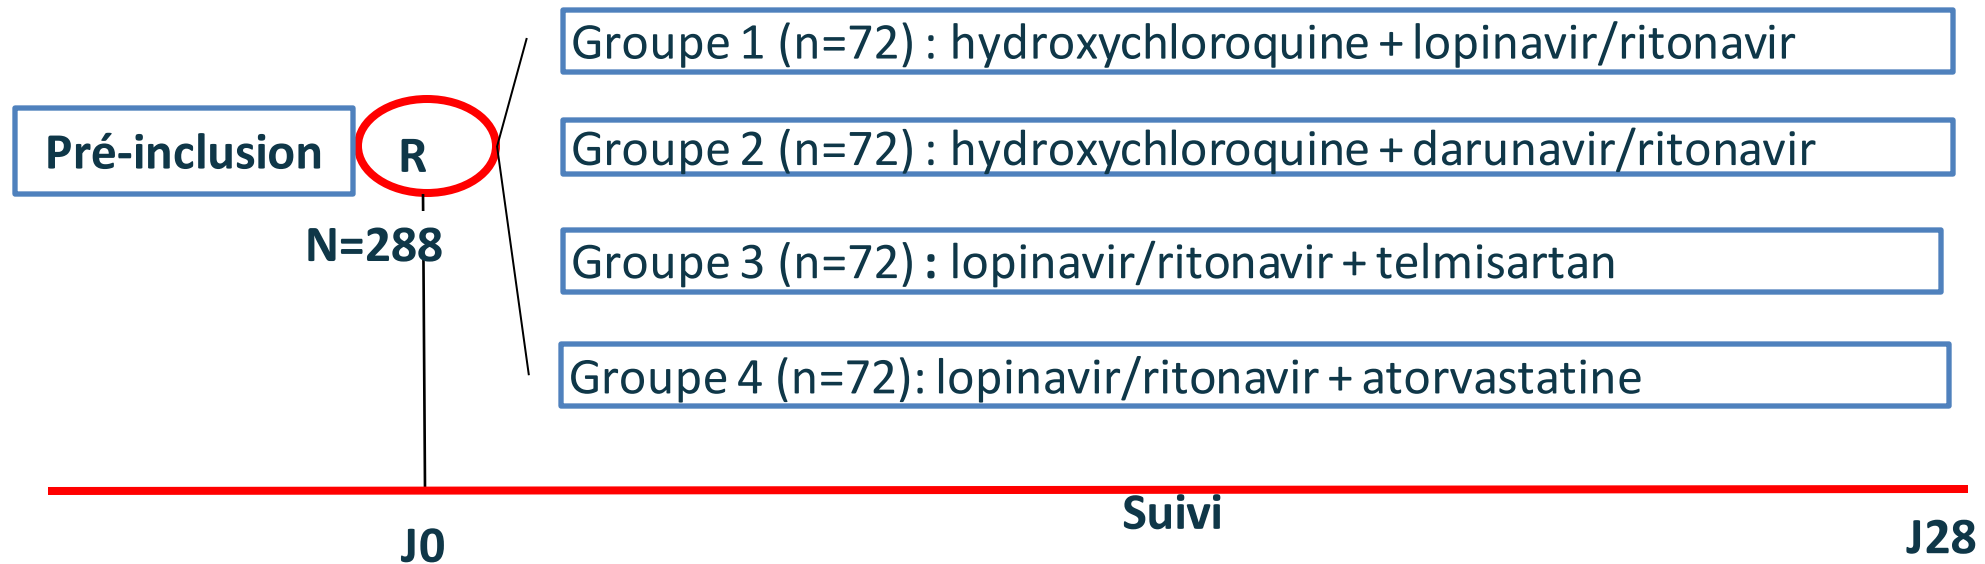 Groupe 1 (n=72) : hydroxychloroquine + lopinavir/ritonavir
Pré-inclusion
R
Groupe 2 (n=72) : hydroxychloroquine + darunavir/ritonavir
N=288
Groupe 3 (n=72) : lopinavir/ritonavir + telmisartan
Groupe 4 (n=72): lopinavir/ritonavir + atorvastatine
Suivi
J0
J28